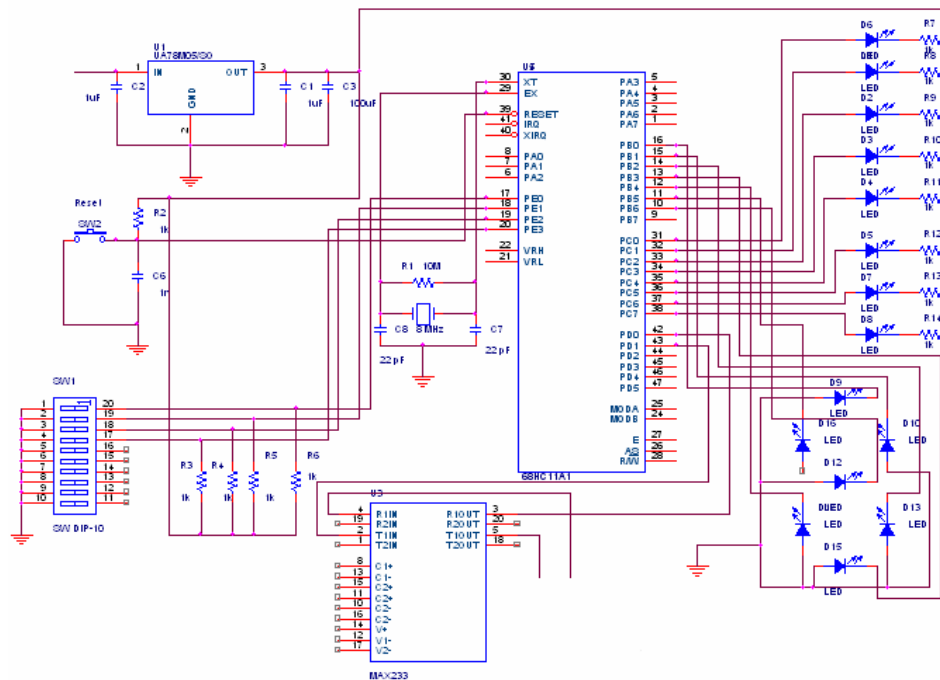 U1
UA78M05/SO
1
IN
OUT
3
GND
2
C2
1uF
C1
1uF
C3
100uF
Reset
SW2
R2
1k
C6
1n
R1 10M
C8
8 MHz
C7
22pF
22pF
30
XT
29
EX
39
RESET
41
IRQ
40
XIRQ
8
PA0
7
PA1
6
PA2
17
PE0
18
PE1
19
PE2
20
PE3
22
VRH
21
VRL
PA3
5
PA4
4
PA5
3
PA6
2
PA7
1
PB0
16
PB1
15
PB2
14
PB3
13
PB4
12
PB5
11
PB6
10
PB7
9
PC0
31
PC1
32
PC2
33
PC3
34
PC4
35
PC5
36
PC6
37
PC7
38
PD0
42
PD1
43
PD2
44
PD3
45
PD4
46
PD5
47
MODA
25
MODB
24
E
27
AS
26
R/W
28
68HC11A1
D6
R7
1k
LED
R8
1k
D2
LED
R9
1k
D3
LED
R10
1k
D4
LED
R11
1k
D5
LED
R12
1k
D7
LED
R13
1k
D8
LED
R14
1k
D9
LED
D16
LED
D10
LED
D12
LED
D13
LED
D15
LED
SW1
1
2
3
4
5
6
7
8
9
10
20
19
18
17
16
15
14
13
12
11
SW DIP-10
R3
1k
R4
1k
R5
1k
R6
1k
4
R1IN
19
R2IN
2
T1IN
1
T2IN
8
C1+
13
C1-
15
C2+
11
C2+
10
C2-
16
C2-
14
V+
12
V1-
17
V2-
R1OUT
3
R2OUT
20
T1OUT
5
T2OUT
18
MAX233